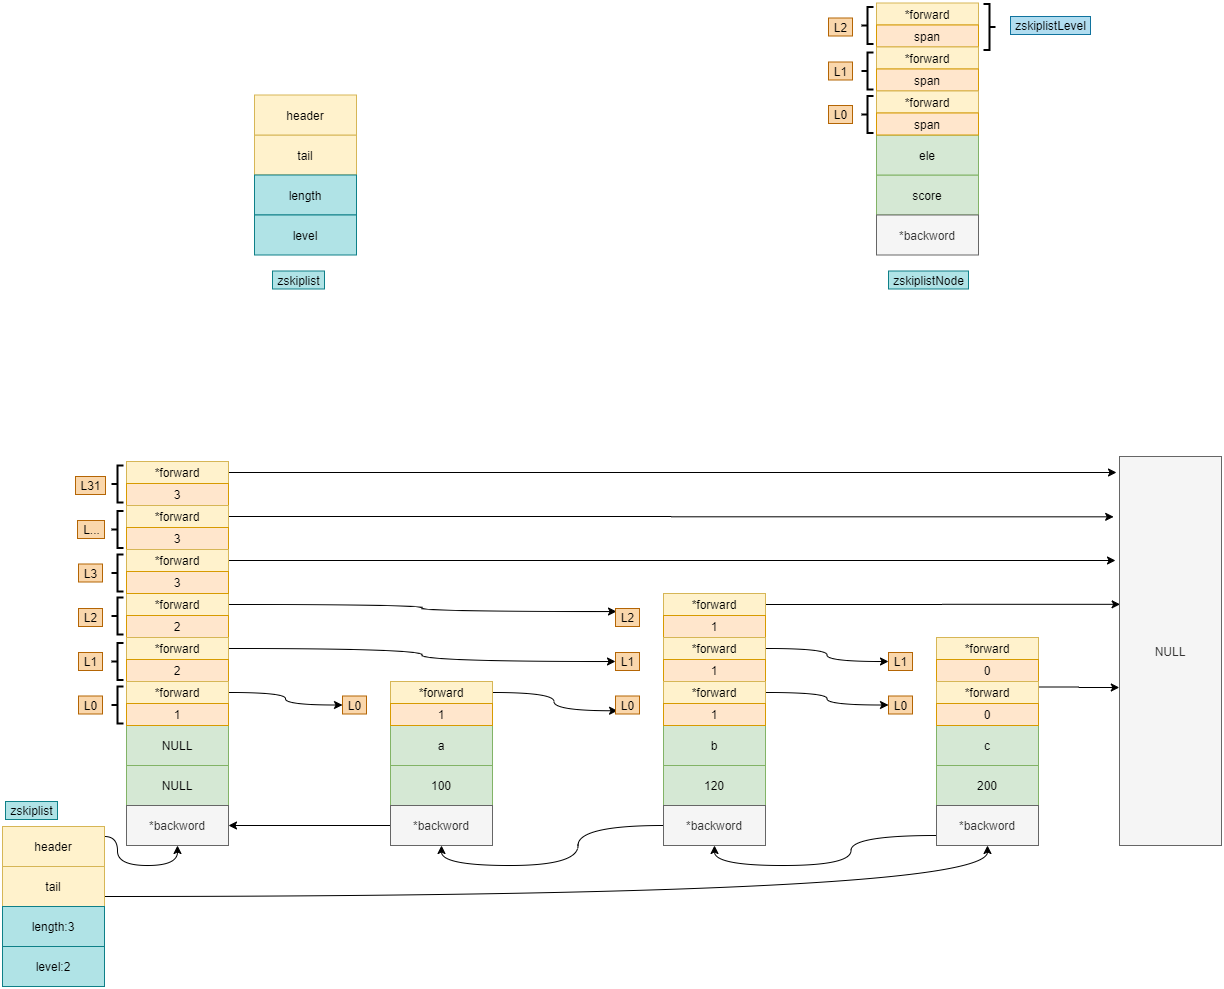 *forward
L2
span
zskiplistLevel
*forward
L1
span
*forward
L0
span
ele
score
*backword
zskiplistNode
header
tail
length
level
zskiplist
L31
*forward
3
L...
*forward
3
L3
*forward
3
L2
*forward
2
L1
*forward
2
L0
*forward
1
NULL
NULL
*backword
L0
*forward
1
a
100
*backword
L2
*forward
1
L1
*forward
1
L0
*forward
1
b
120
*backword
L1
*forward
0
L0
*forward
0
c
200
*backword
NULL
zskiplist
header
tail
length:3
level:2